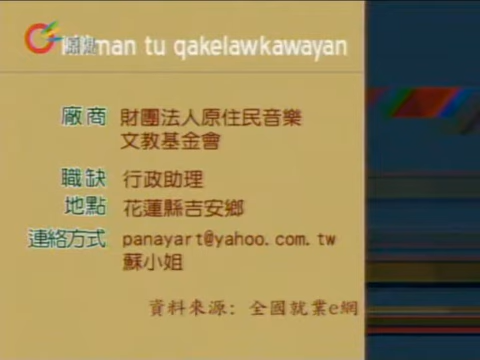 man tu qakelawkawayan
廠商 財團法人原住民音樂
文教基金會
職缺 行政助理
地點 花蓮縣吉安鄉
連絡方式 panayart@yahoo.com.tw
蘇小姐
資料來源: 全國就業e網